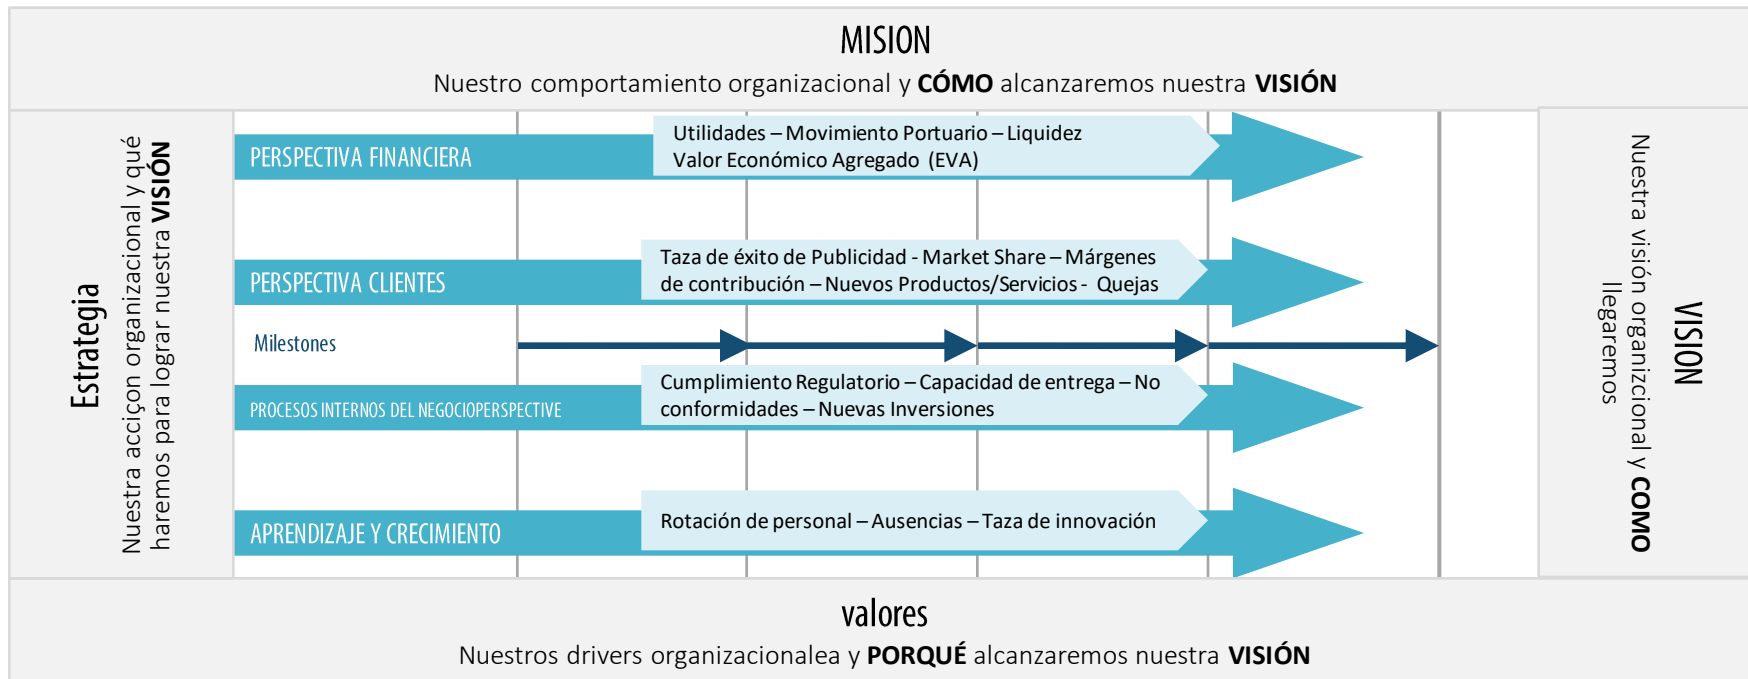 MISION
Nuestro comportamiento organizacional y CÓMO alcanzaremos nuestra VISIÓN
Estrategia
Nuestra acciçon organizacional y qué
haremos para lograr nuestra VISIÓN
PERSPECTIVA FINANCIERA
Utilidades – Movimiento Portuario – Liquidez
Valor Económico Agregado (EVA)
PERSPECTIVA CLIENTES
Taza de éxito de Publicidad - Market Share – Márgenes
de contribución – Nuevos Productos/Servicios - Quejas
Milestones
PROCESOS INTERNOS DEL NEGOCIOPERSPECTIVE
Cumplimiento Regulatorio – Capacidad de entrega – No
conformidades – Nuevas Inversiones
APRENDIZAJE Y CRECIMIENTO
Rotación de personal – Ausencias – Taza de innovación
VISION
Nuestra visión organizcional y COMO
llegaremos
valores
Nuestros drivers organizacionalea y PORQUÉ alcanzaremos nuestra VISIÓN